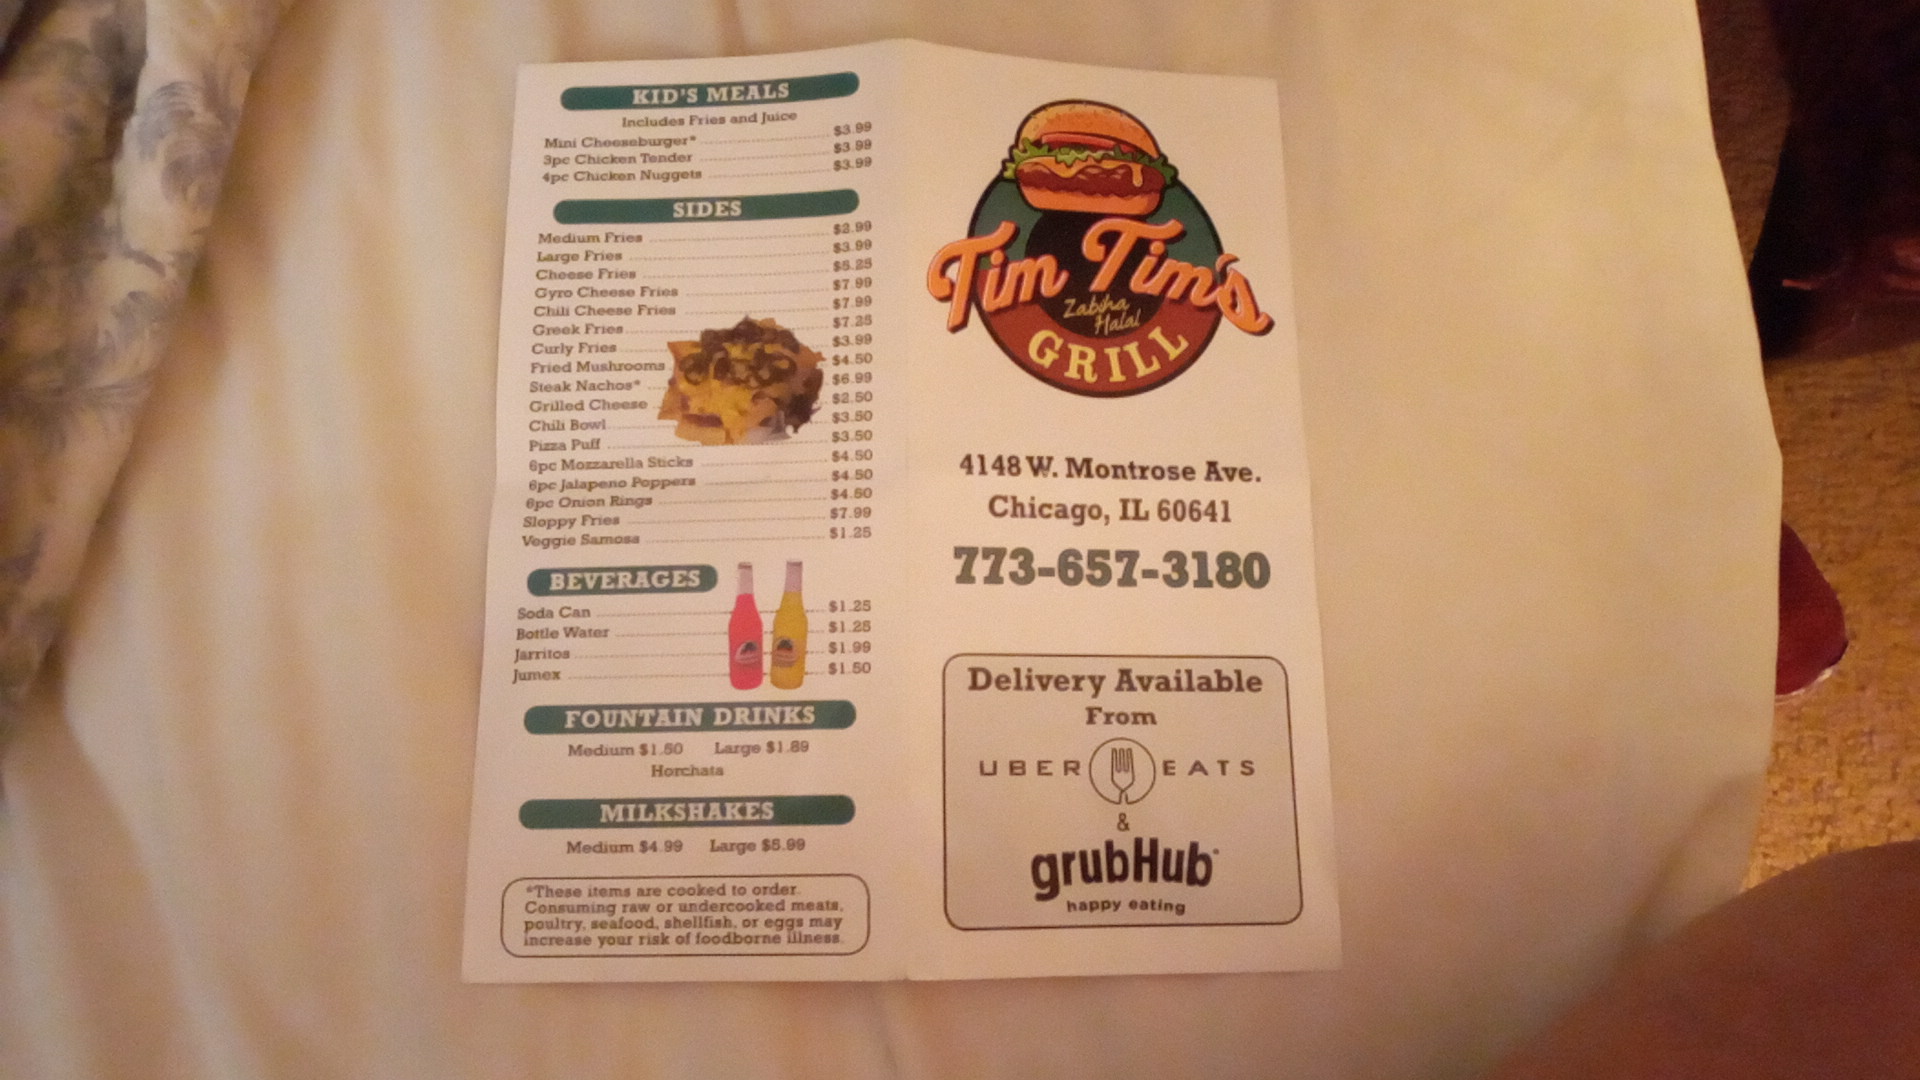 KID'S MEALS
Includes Fries and Juice
Mini Cheeseburger* $3.99
3pc Chicken Tender $3.99
4pc Chicken Nuggets $3.99
SIDES
Medium Fries $2.99
Large Fries $3.99
Cheese Fries $5.25
Gyro Cheese Fries $7.99
Chili Cheese Fries $7.99
Greek Fries $7.25
Curly Fries $3.99
Fried Mushrooms $4.50
Steak Nachos* $6.99
Grilled Cheese $2.50
Chili Bowl $3.50
Pizza Puff $3.50
6pc Mozzarella Sticks $4.50
6pc Jalapeno Poppers $4.50
6pc Onion Rings $4.50
Sloppy Fries $7.99
Veggie Samosa $1.25
BEVERAGES
Soda Can $1.25
Bottle Water $1.25
Jarritos $1.99
Jumex $1.50
FOUNTAIN DRINKS
Medium $1.50 Large $1.89
Horchata
MILKSHAKES
Medium $4.99 Large $5.99
*These items are cooked to order.
Consuming raw or undercooked meats,
poultry, seafood, shellfish, or eggs may
increase your risk of foodborne illness.
Tim Tim's
Zabiha
Halal
GRILL
4148 W. Montrose Ave.
Chicago, IL 60641
773-657-3180
Delivery Available
From
UBER EATS
&
grubHub
happy eating